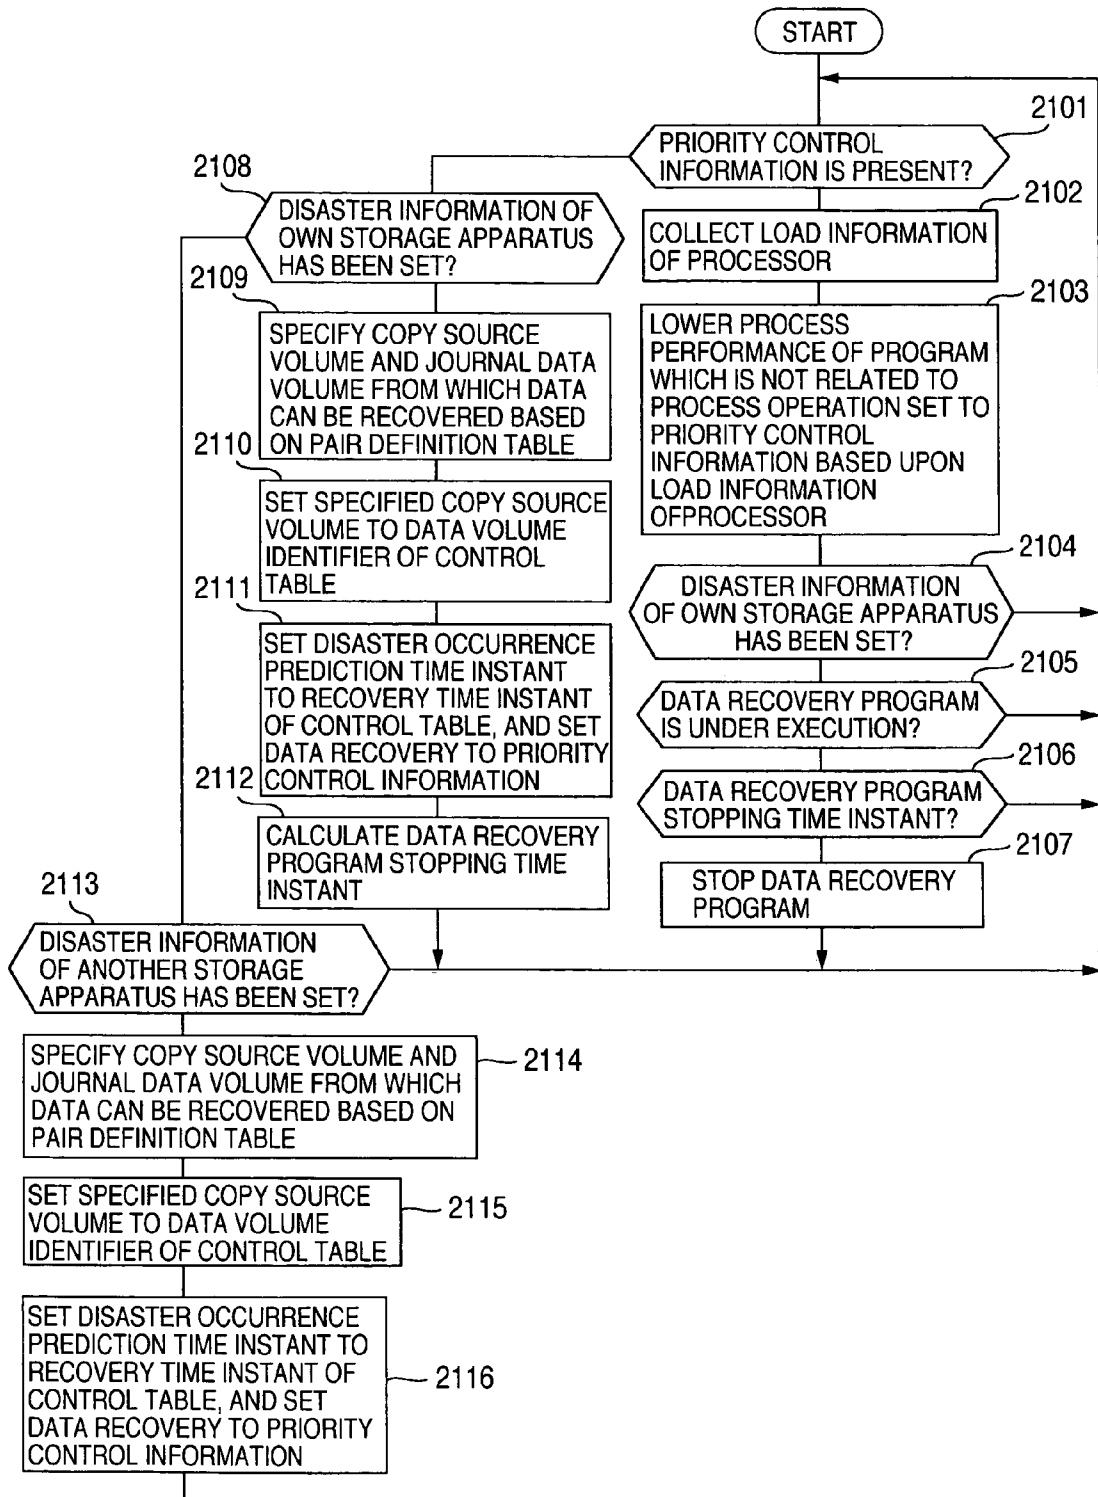 START
2101
PRIORITY CONTROL
INFORMATION IS PRESENT?
2102
COLLECT LOAD INFORMATION
OF PROCESSOR
2103
LOWER PROCESS
PERFORMANCE OF PROGRAM
WHICH IS NOT RELATED TO
PROCESS OPERATION SET TO
PRIORITY CONTROL
INFORMATION BASED UPON
LOAD INFORMATION
OFPROCESSOR
2104
DISASTER INFORMATION
OF OWN STORAGE APPARATUS
HAS BEEN SET?
2105
DATA RECOVERY PROGRAM
IS UNDER EXECUTION?
2106
DATA RECOVERY PROGRAM
STOPPING TIME INSTANT?
2107
STOP DATA RECOVERY
PROGRAM
2108
DISASTER INFORMATION OF
OWN STORAGE APPARATUS
HAS BEEN SET?
2109
SPECIFY COPY SOURCE
VOLUME AND JOURNAL DATA
VOLUME FROM WHICH DATA
CAN BE RECOVERED BASED
ON PAIR DEFINITION TABLE
2110
SET SPECIFIED COPY SOURCE
VOLUME TO DATA VOLUME
IDENTIFIER OF CONTROL
TABLE
2111
SET DISASTER OCCURRENCE
PREDICTION TIME INSTANT
TO RECOVERY TIME INSTANT
OF CONTROL TABLE, AND SET
DATA RECOVERY TO PRIORITY
CONTROL INFORMATION
2112
CALCULATE DATA RECOVERY
PROGRAM STOPPING TIME
INSTANT
2113
DISASTER INFORMATION
OF ANOTHER STORAGE
APPARATUS HAS BEEN SET?
SPECIFY COPY SOURCE VOLUME AND
JOURNAL DATA VOLUME FROM WHICH
DATA CAN BE RECOVERED BASED ON
PAIR DEFINITION TABLE
2114
SET SPECIFIED COPY SOURCE
VOLUME TO DATA VOLUME
IDENTIFIER OF CONTROL TABLE
2115
SET DISASTER OCCURRENCE
PREDICTION TIME INSTANT TO
RECOVERY TIME INSTANT OF
CONTROL TABLE, AND SET
DATA RECOVERY TO PRIORITY
CONTROL INFORMATION
2116